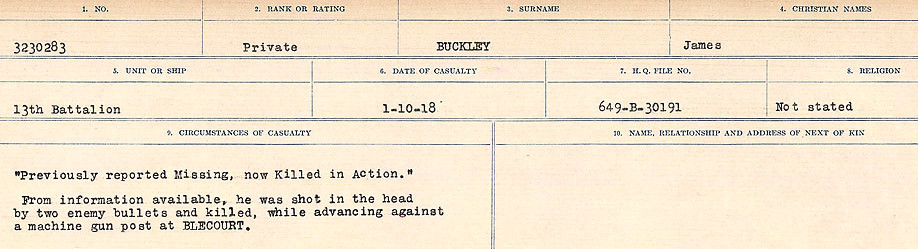 1. NO. 2. RANK OR RATING 3. SURNAME 4. CHRISTIAN NAMES
3230283 Private BUCKLEY James
5. UNIT OR SHIP 6. DATE OF CASUALTY 7. H.Q. FILE NO. 8. RELIGION
13th Battalion 1-10-18 649-B-30191 Not stated
9. CIRCUMSTANCES OF CASUALTY 10. NAME, RELATIONSHIP AND ADDRESS OF NEXT OF KIN
"Previously reported Missing, now Killed in Action."
From information available, he was shot in the head
by two enemy bullets and killed, while advancing against
a machine gun post at BLECOURT.